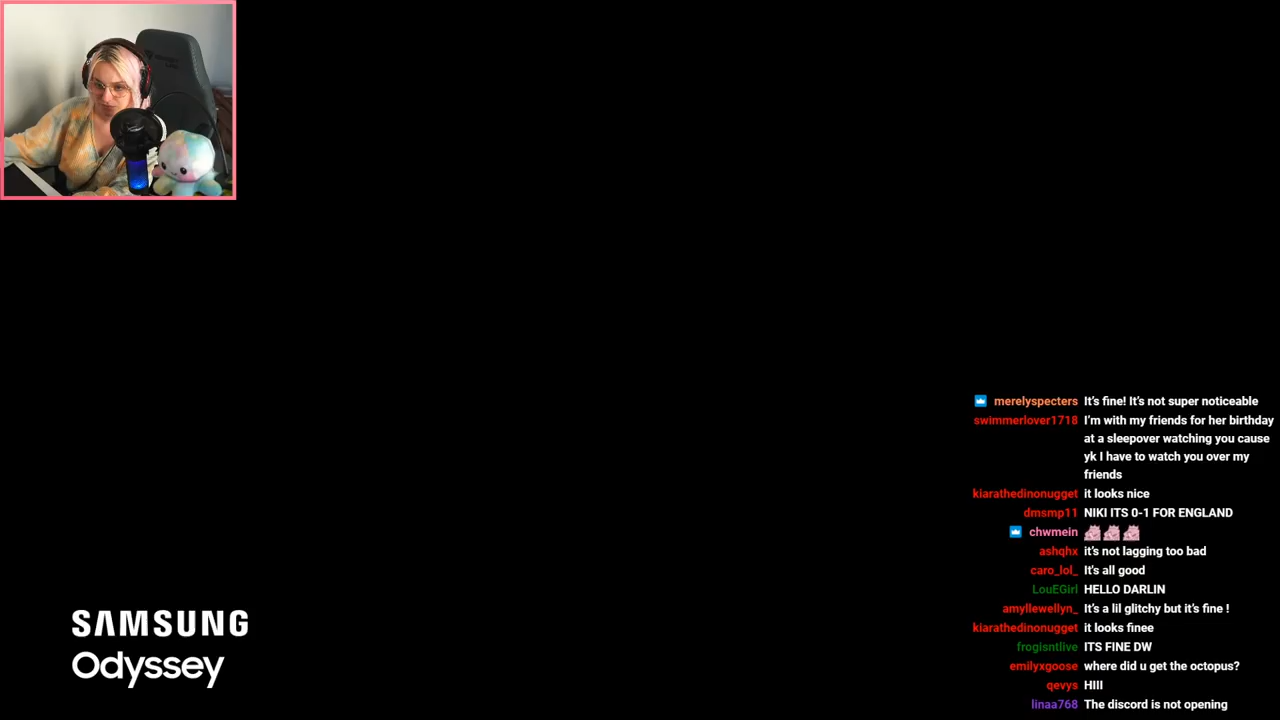 merelyspecters It's fine! It's not super noticeable
swimmerlover1718 I'm with my friends for her birthday
at a sleepover watching you cause
yk I have to watch you over my
friends
kiarathedinonugget it looks nice
dmsmp11 NIKI ITS 0-1 FOR ENGLAND
chwmein
ashqhx it's not lagging too bad
caro_lol_ It's all good
LouEGirl HELLO DARLIN
amyllewellyn_ It's a lil glitchy but it's fine !
kiarathedinonugget it looks finee
frogisntlive ITS FINE DW
emilyxgoose where did u get the octopus?
qevys HIII
linaa768 The discord is not opening
SAMSUNG
Odyssey